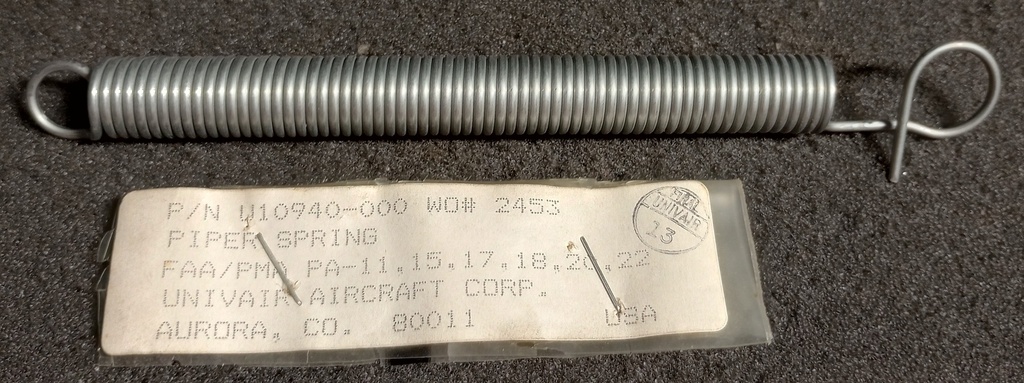 P/N U10940-000 WO# 2453
PIPER SPRING
FAA/PMA PA-11,15,17,18,20,22
UNIVAIR AIRCRAFT CORP.
AURORA, CO. 80011 USA
UNIVAIR
13